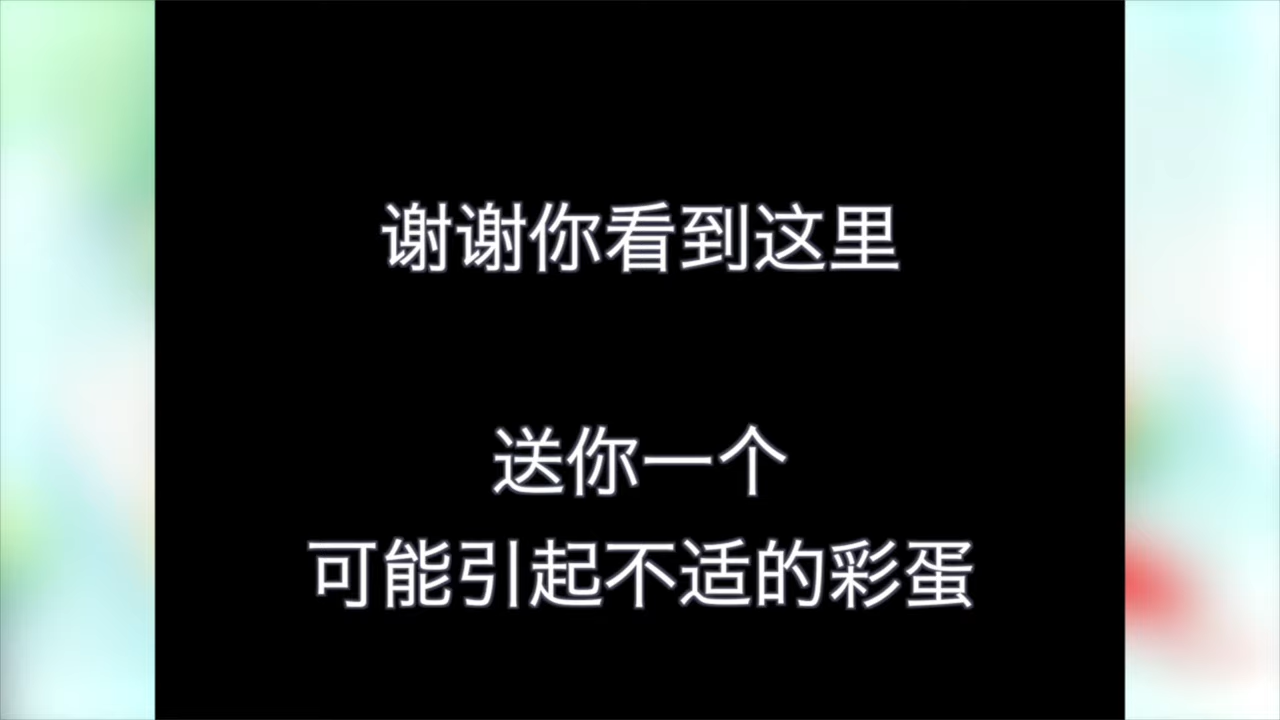 谢谢你看到这里
送你一个
可能引起不适的彩蛋